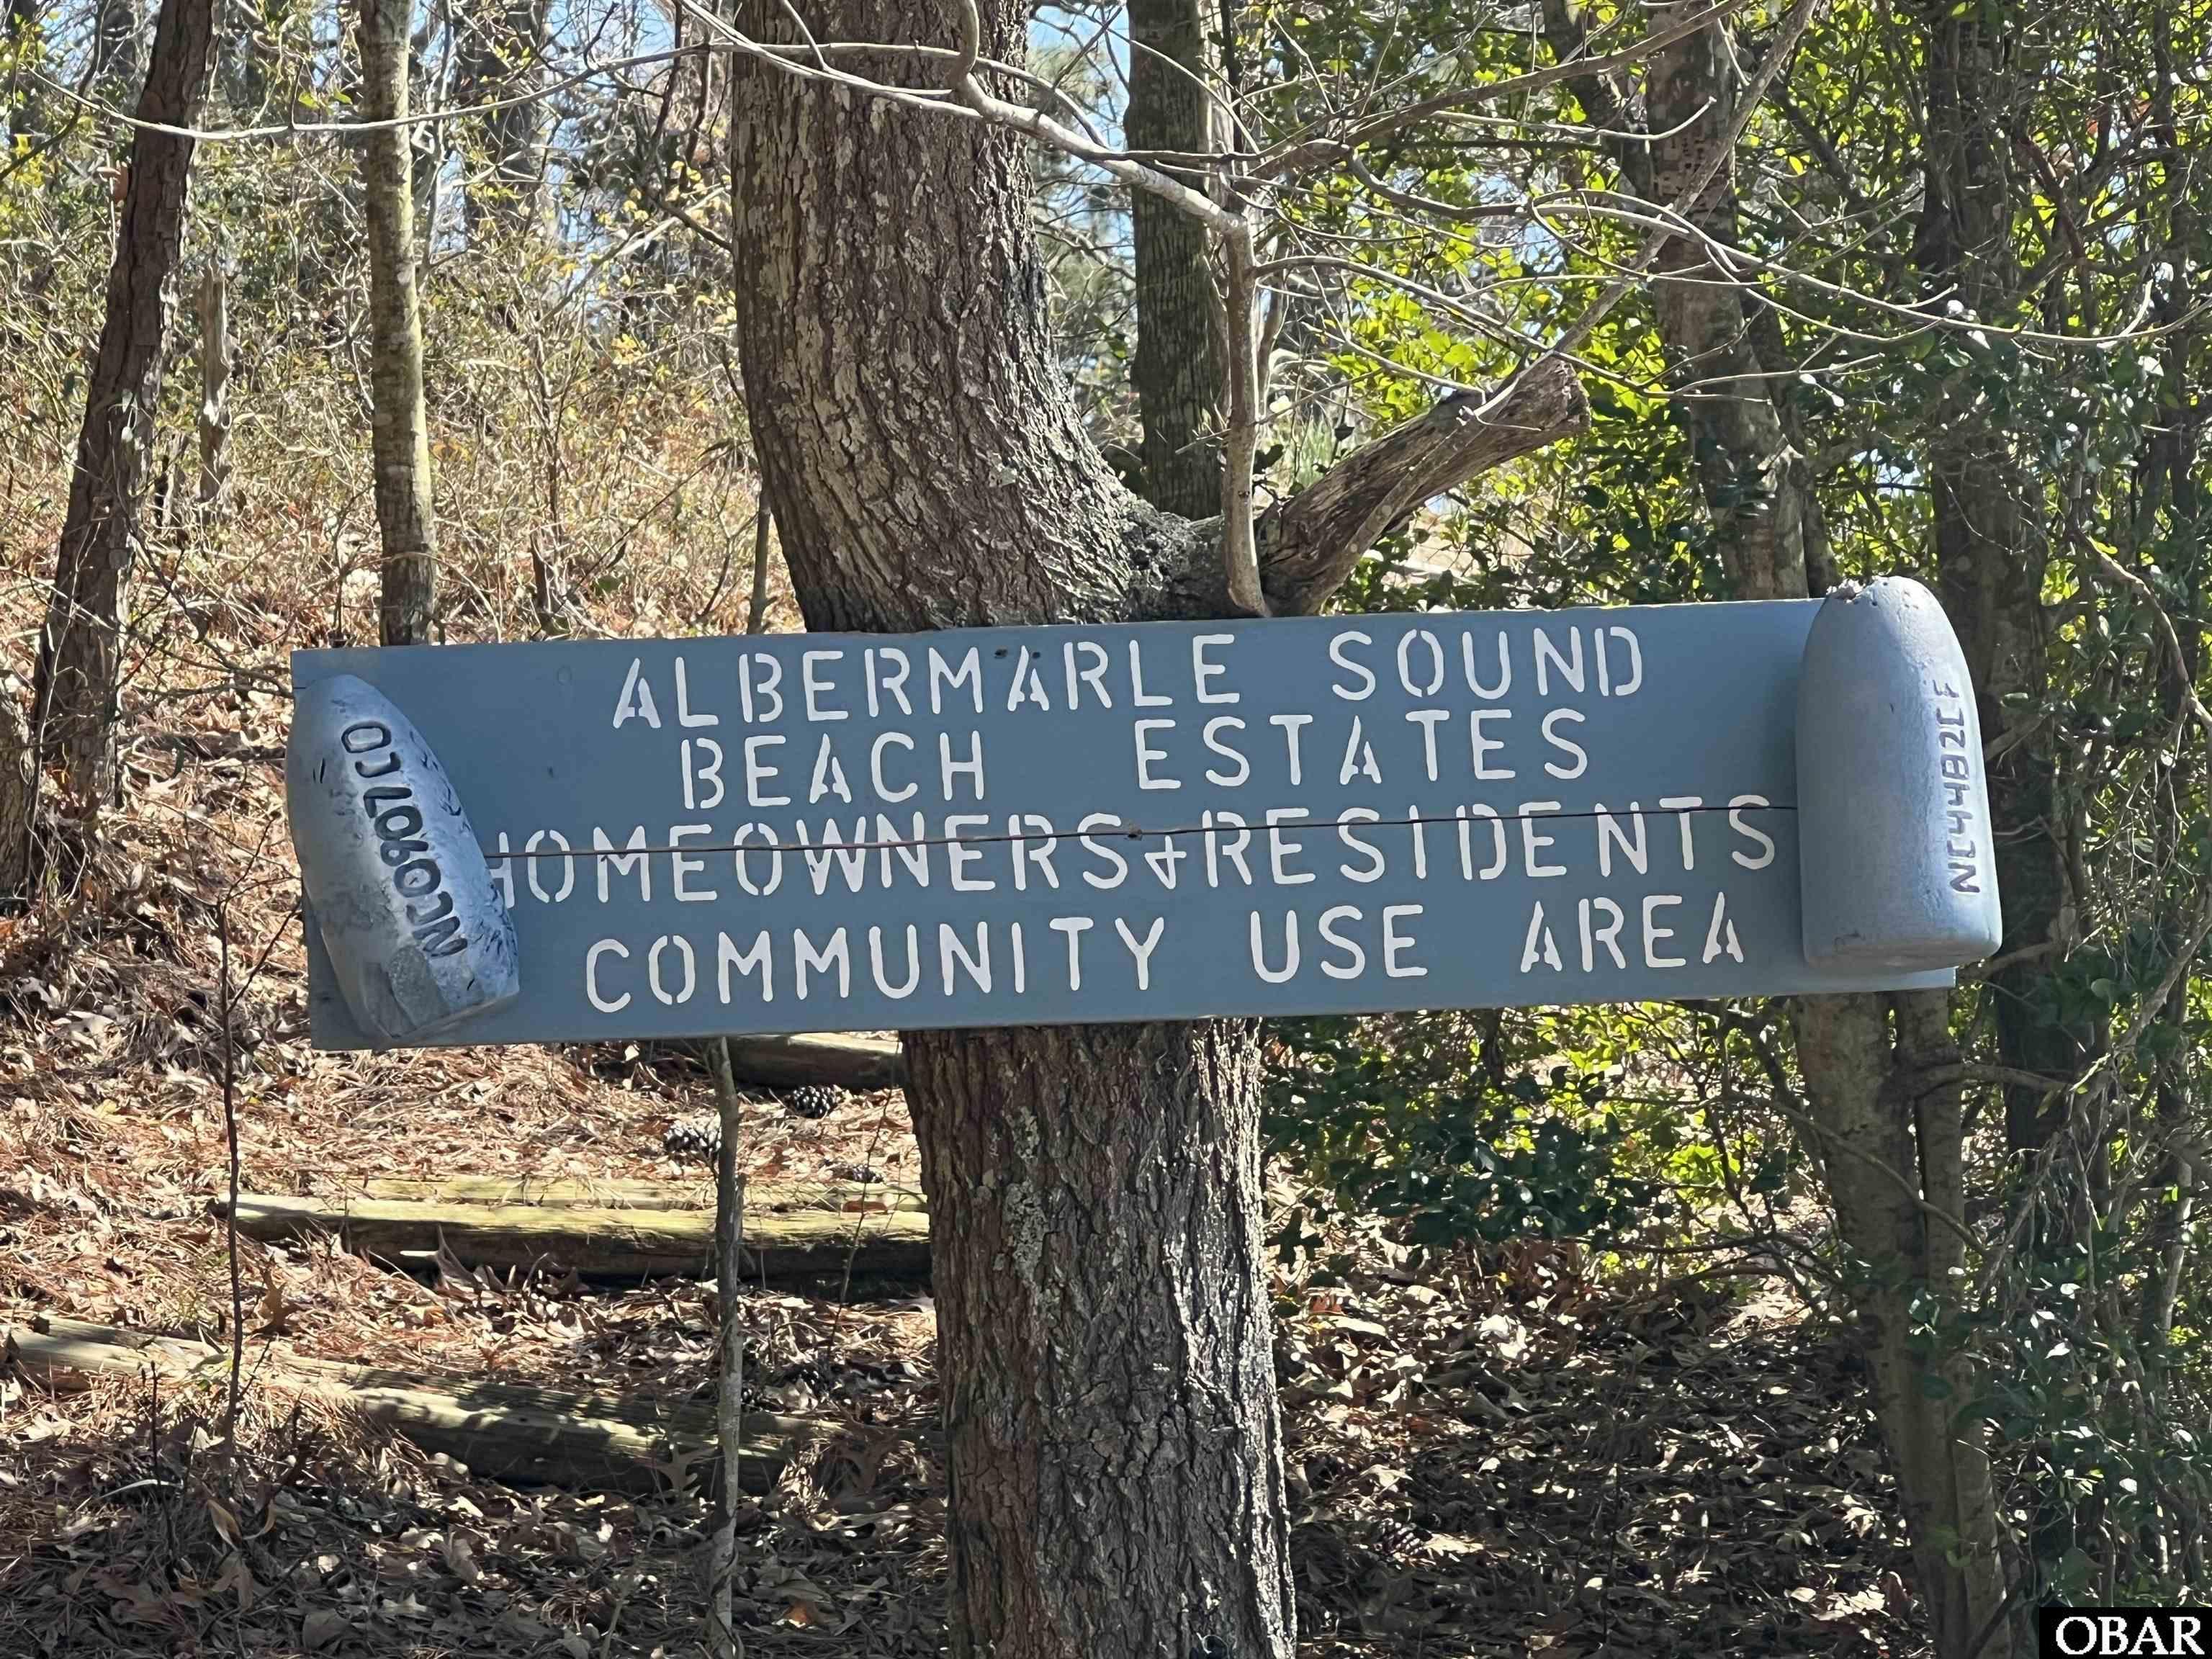 ALBERMARLE SOUND
BEACH ESTATES
HOMEOWNERS & RESIDENTS
COMMUNITY USE AREA
OBAR